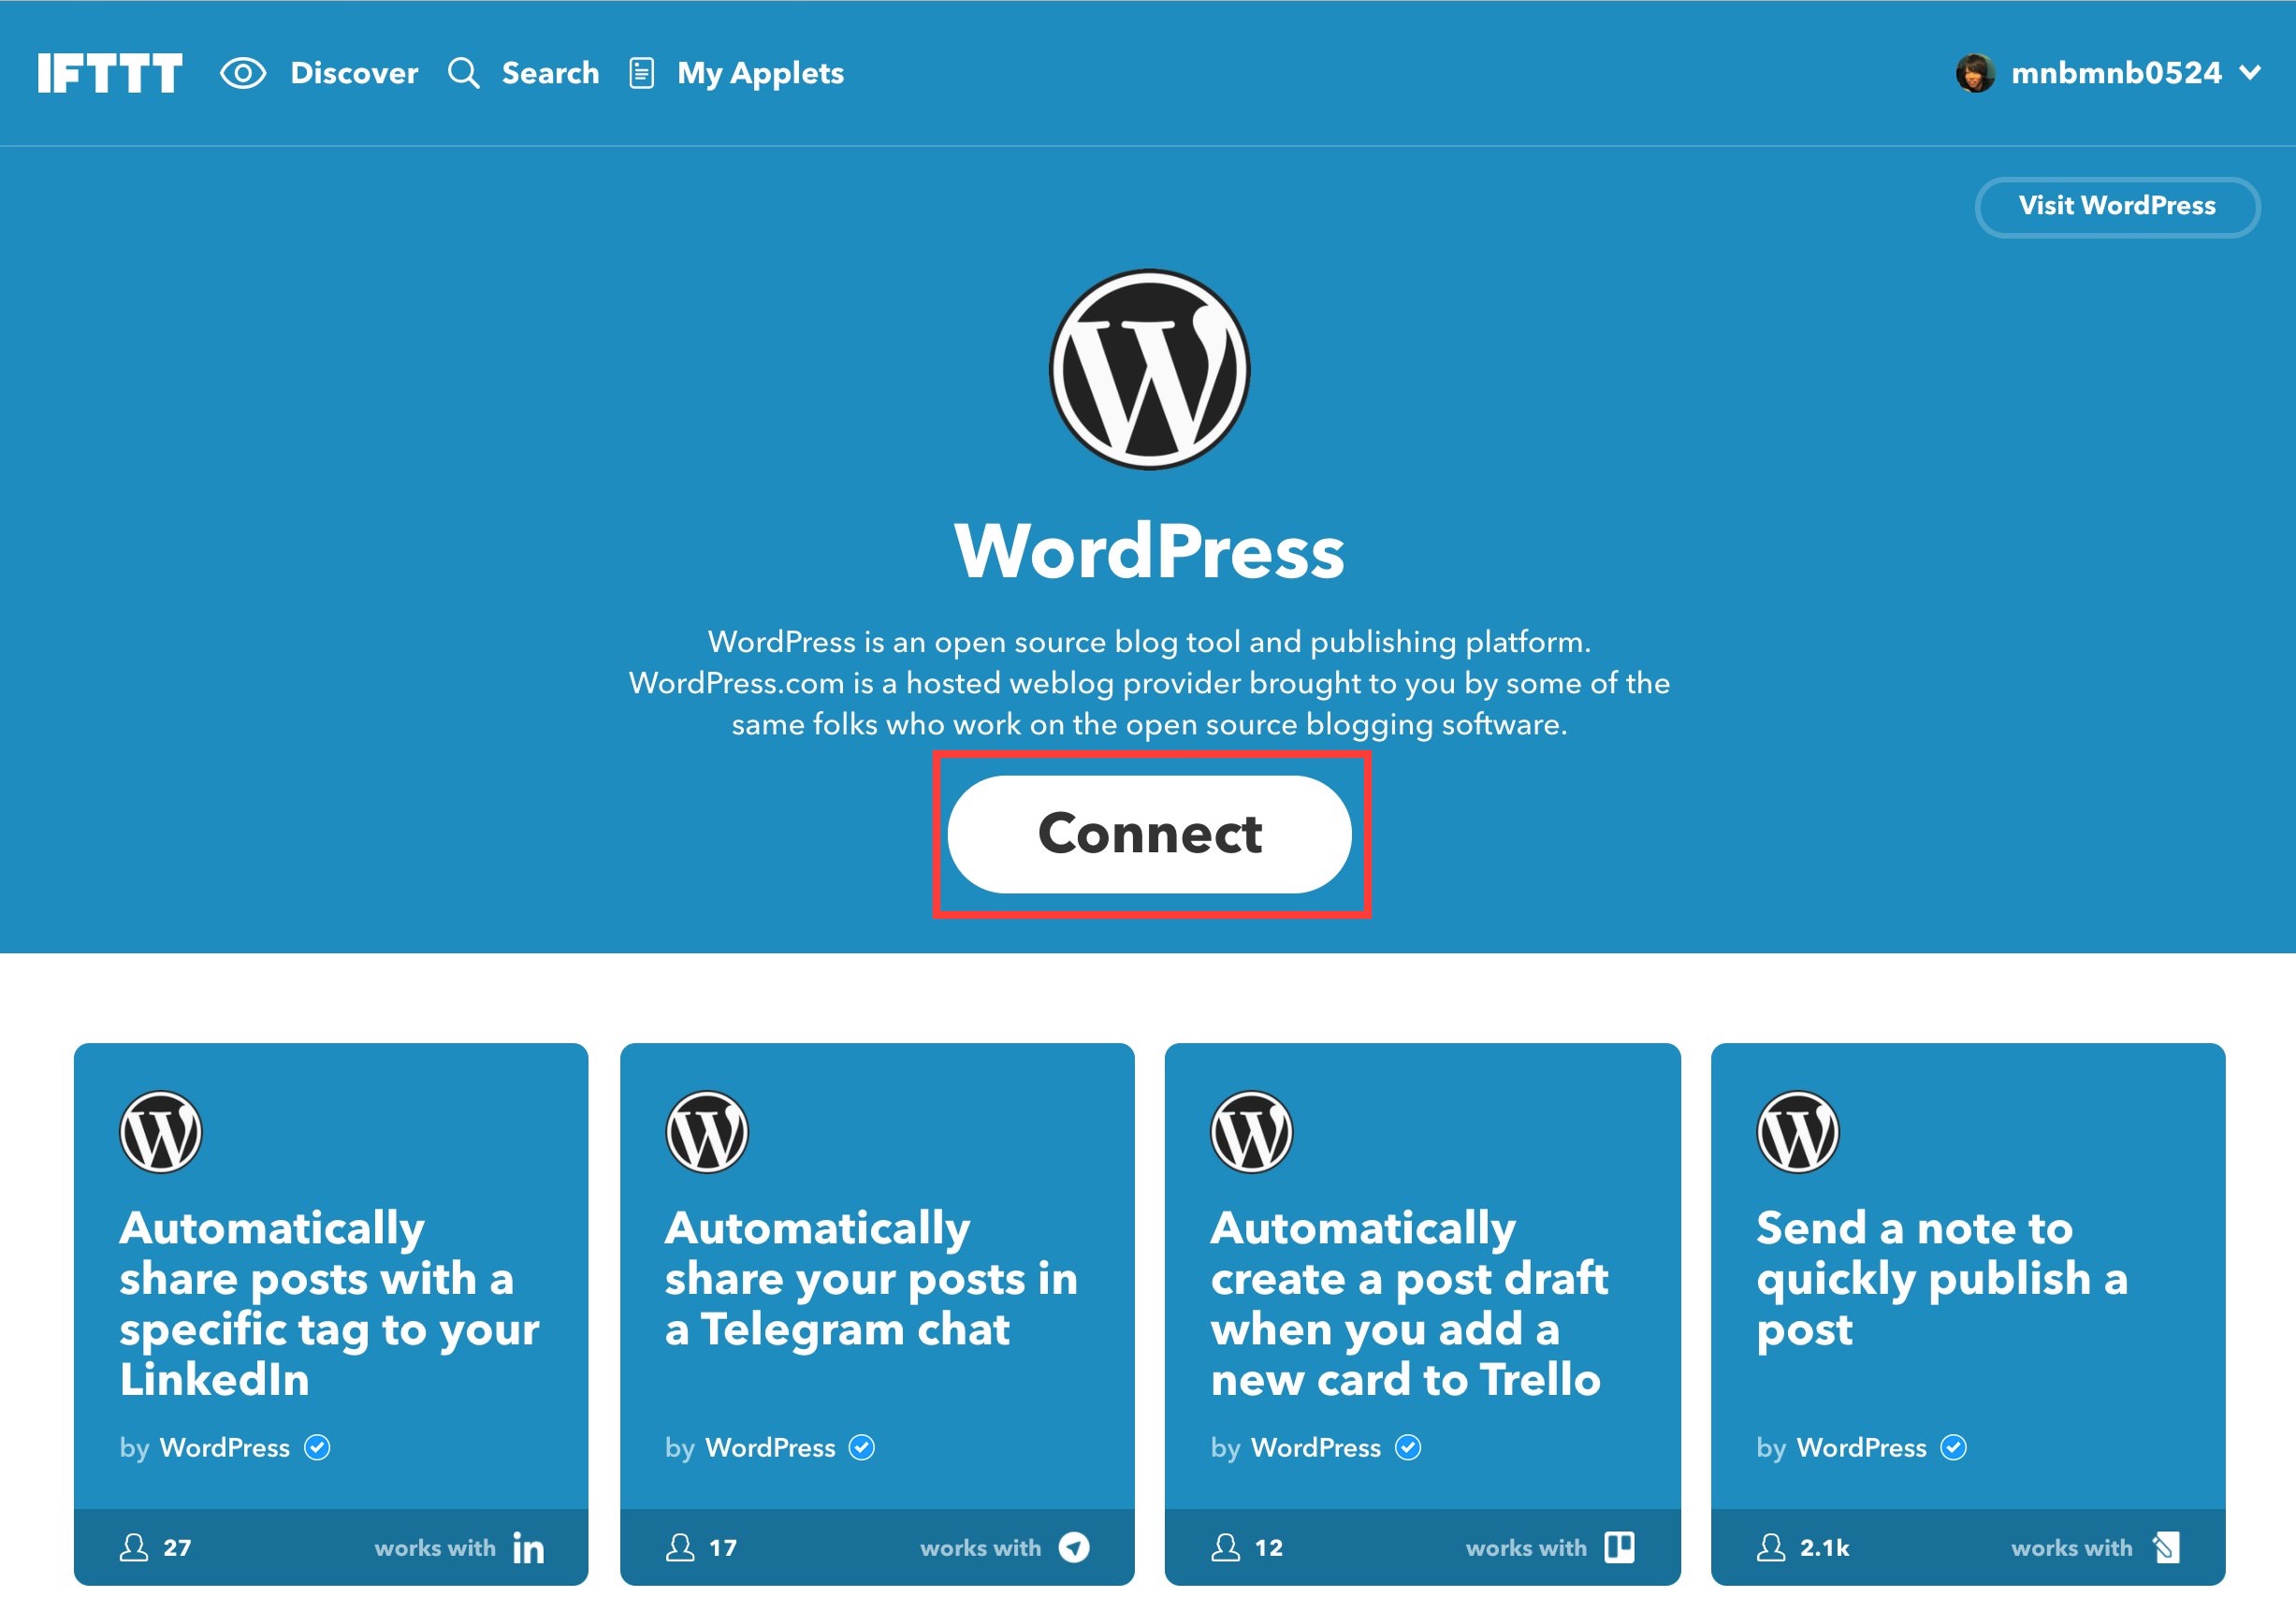 IFTTT Discover Search My Applets mnbmnb0524
Visit WordPress
WordPress
WordPress is an open source blog tool and publishing platform.
WordPress.com is a hosted weblog provider brought to you by some of the
same folks who work on the open source blogging software.
Connect
Automatically
share posts with a
specific tag to your
LinkedIn
by WordPress
27 works with in
Automatically
share your posts in
a Telegram chat
by WordPress
17 works with
Automatically
create a post draft
when you add a
new card to Trello
by WordPress
12 works with
Send a note to
quickly publish a
post
by WordPress
2.1k works with